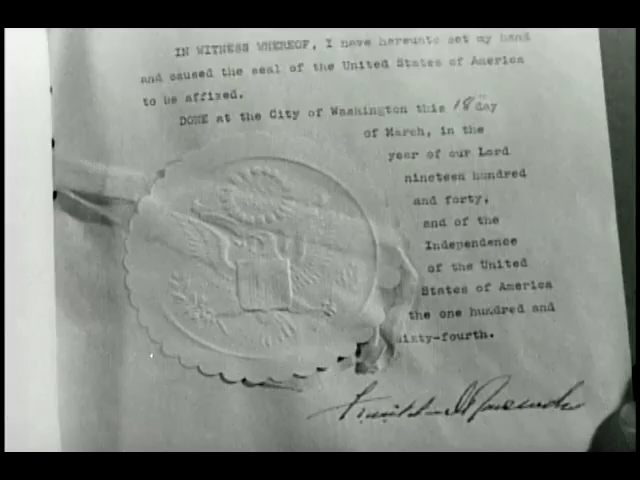 IN WITNESS WHEREOF, I have hereunto set my hand
and caused the seal of the United States of America
to be affixed.
DONE at the City of Washington this 18 day
of March, in the
year of our Lord
nineteen hundred
and forty,
and of the
Independence
of the United
States of America
the one hundred and
sixty-fourth.
Franklin D Roosevelt